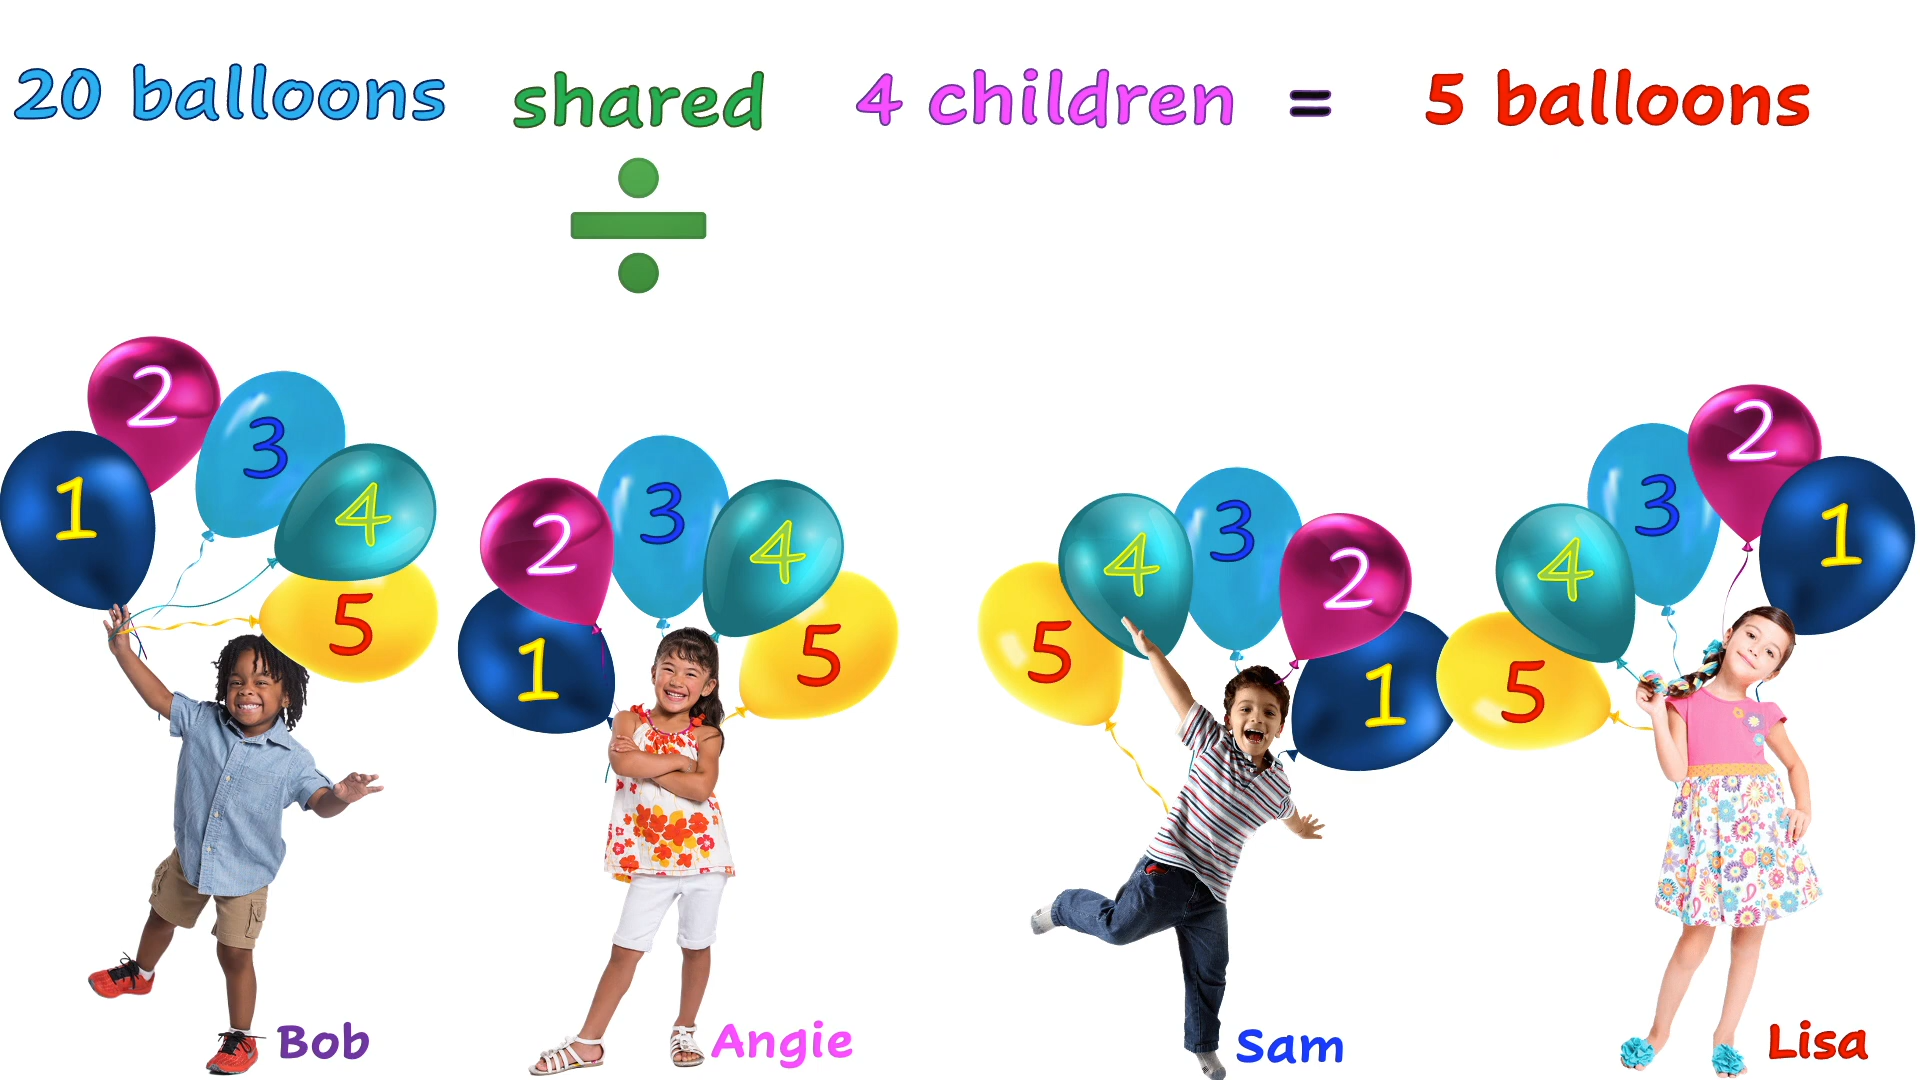 20 balloons shared 4 children = 5 balloons
÷
1 2 3 4 5
1 2 3 4 5
5 4 3 2 1
5 4 3 2 1
Bob Angie Sam Lisa